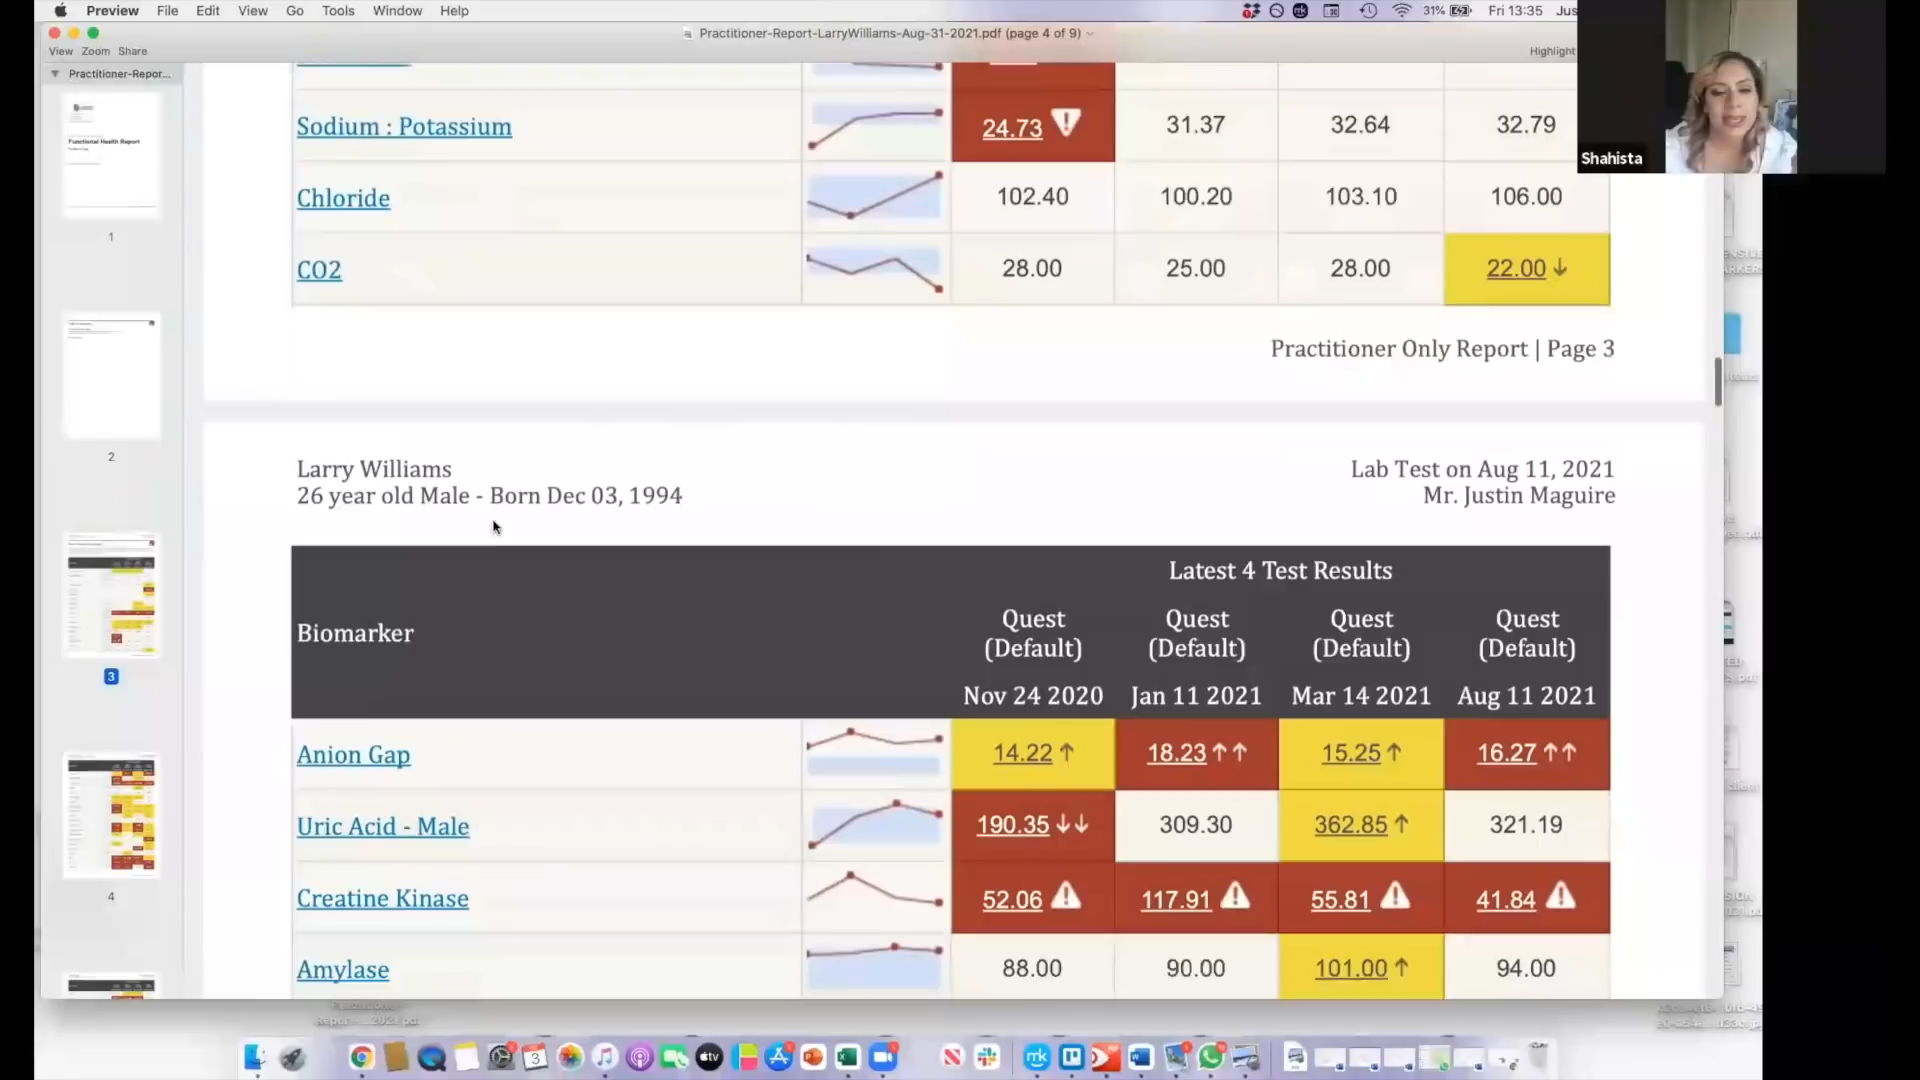 Preview File Edit View Go Tools Window Help
31% Fri 13:35 Jus
Practitioner-Report-LarryWilliams-Aug-31-2021.pdf (page 4 of 9)
View Zoom Share
Highlight
Practitioner-Repor...
Functional Health Report
1
2
3
4
Shahista
Sodium : Potassium 24.73 31.37 32.64 32.79
Chloride 102.40 100.20 103.10 106.00
CO2 28.00 25.00 28.00 22.00 ↓
Practitioner Only Report | Page 3
Larry Williams
26 year old Male - Born Dec 03, 1994
Lab Test on Aug 11, 2021
Mr. Justin Maguire
Latest 4 Test Results
Biomarker
Quest (Default) Nov 24 2020
Quest (Default) Jan 11 2021
Quest (Default) Mar 14 2021
Quest (Default) Aug 11 2021
Anion Gap 14.22 ↑ 18.23 ↑↑ 15.25 ↑ 16.27 ↑↑
Uric Acid - Male 190.35 ↓↓ 309.30 362.85 ↑ 321.19
Creatine Kinase 52.06 117.91 55.81 41.84
Amylase 88.00 90.00 101.00 ↑ 94.00